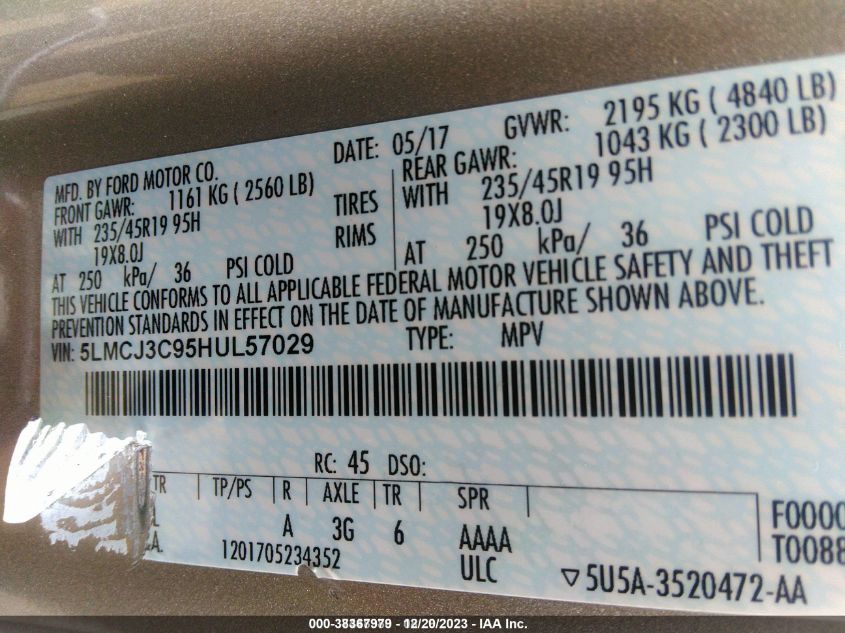 MFD. BY FORD MOTOR CO. DATE: 05/17 GVWR: 2195 KG ( 4840 LB)
FRONT GAWR: 1161 KG ( 2560 LB) REAR GAWR: 1043 KG ( 2300 LB)
WITH 235/45R19 95H TIRES WITH 235/45R19 95H
19X8.0J RIMS 19X8.0J
AT 250 kPa/ 36 PSI COLD AT 250 kPa/ 36 PSI COLD
THIS VEHICLE CONFORMS TO ALL APPLICABLE FEDERAL MOTOR VEHICLE SAFETY AND THEFT
PREVENTION STANDARDS IN EFFECT ON THE DATE OF MANUFACTURE SHOWN ABOVE.
VIN: 5LMCJ3C95HUL57029 TYPE: MPV
RC: 45 DSO:
TR TP/PS R AXLE TR SPR
A 3G 6 AAAA F0000
1201705234352 ULC T0088
▽5U5A-3520472-AA
12/20/2023 - IAA Inc.